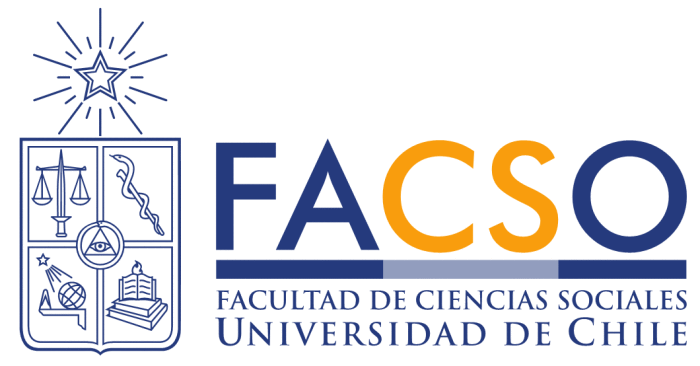 FACSO
FACULTAD DE CIENCIAS SOCIALES
UNIVERSIDAD DE CHILE